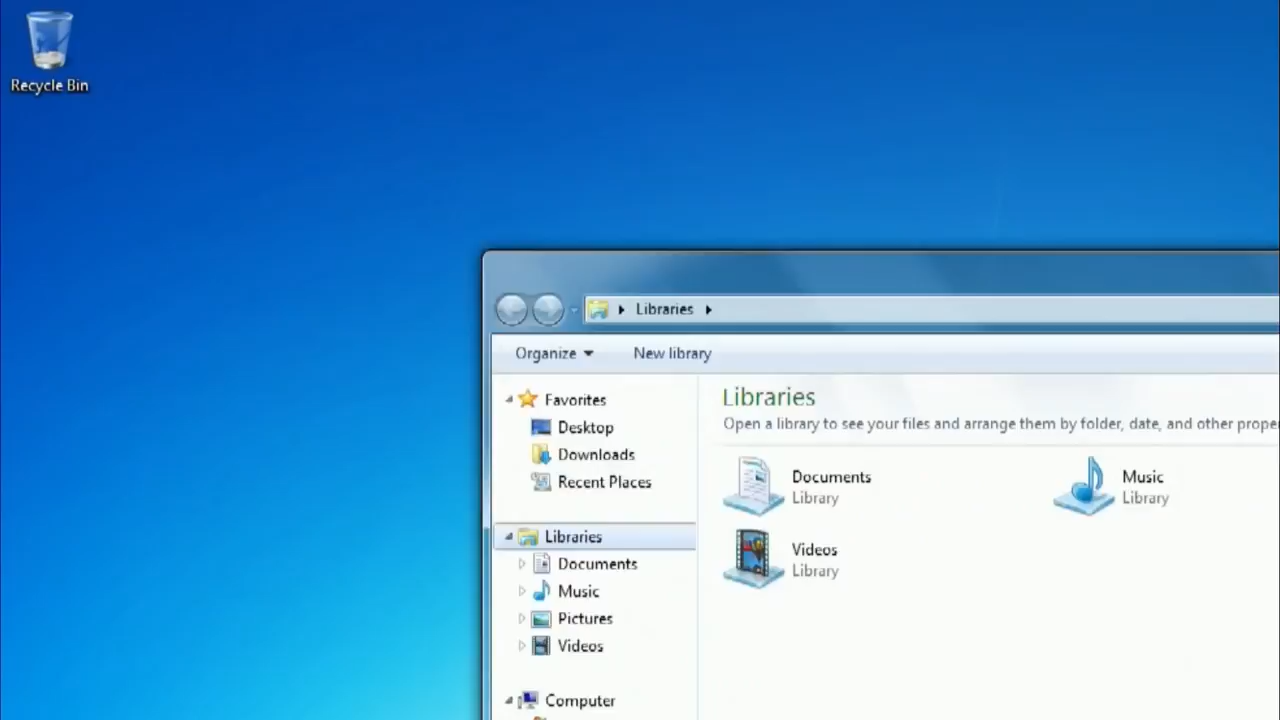 Recycle Bin
Libraries
Organize
New library
Favorites
Desktop
Downloads
Recent Places
Libraries
Documents
Music
Pictures
Videos
Computer
Libraries
Open a library to see your files and arrange them by folder, date, and other prope
Documents
Library
Music
Library
Videos
Library